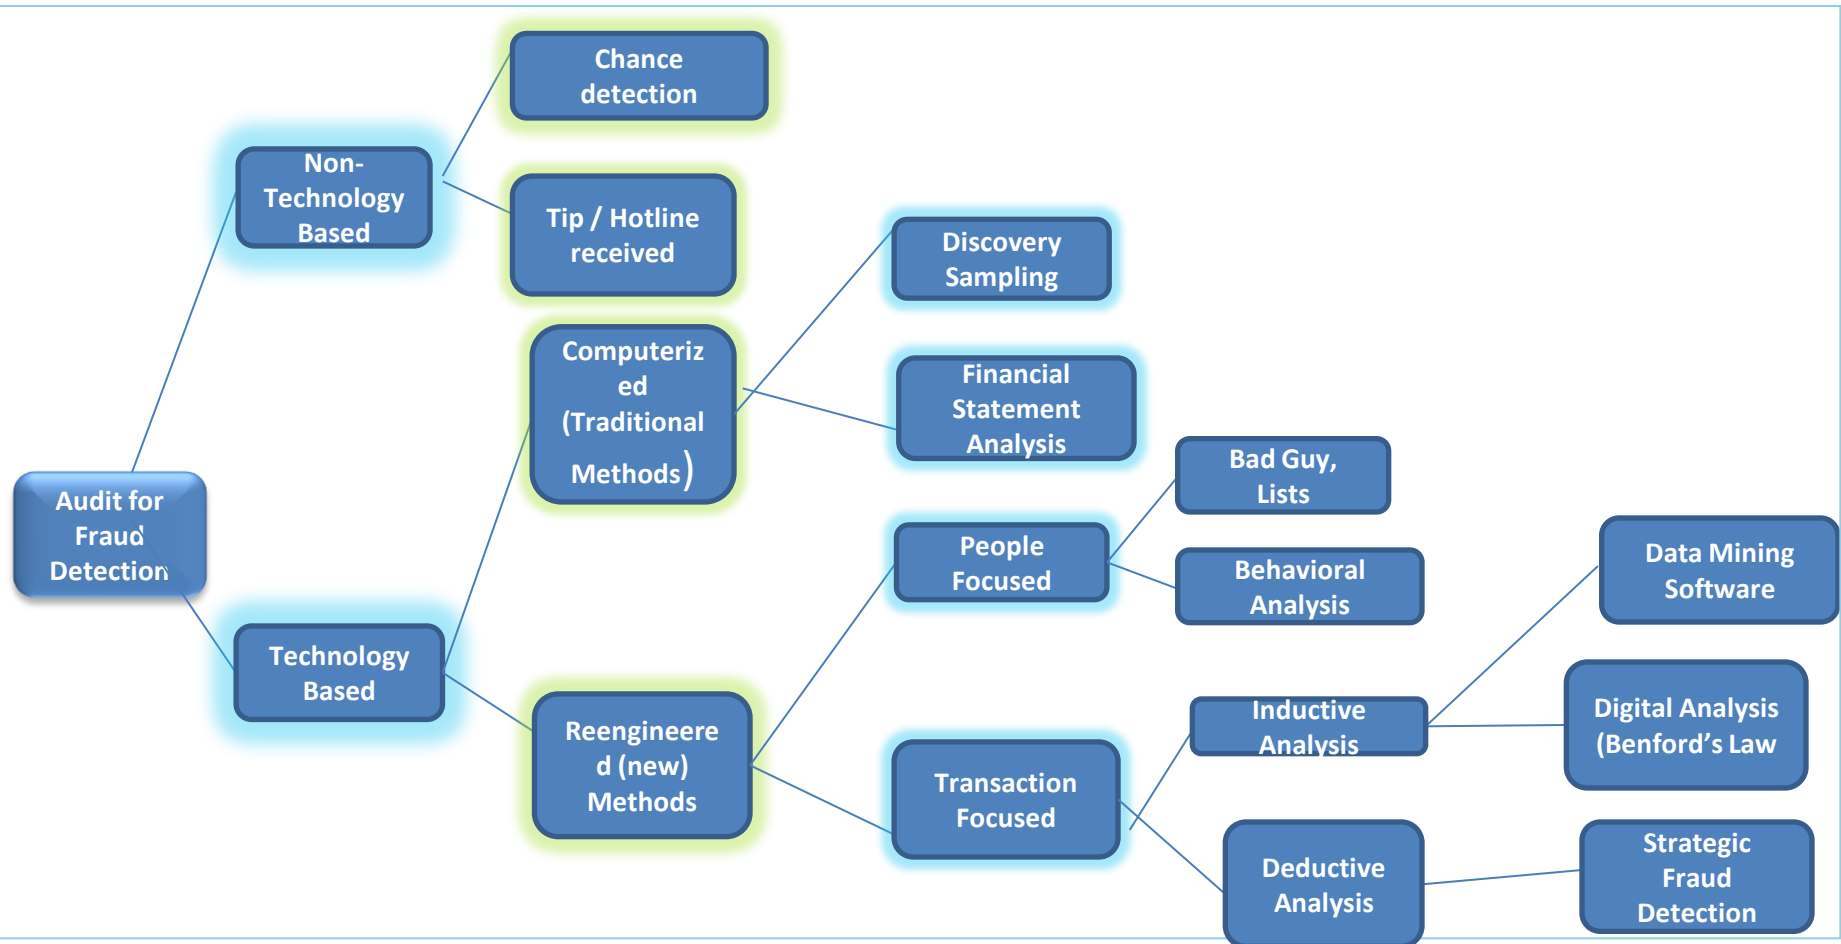 Chance
detection
Non-
Technology
Based
Tip / Hotline
received
Discovery
Sampling
Computeriz
ed
(Traditional
Methods)
Financial
Statement
Analysis
Audit for
Fraud
Detection
Bad Guy,
Lists
People
Focused
Behavioral
Analysis
Data Mining
Software
Technology
Based
Reengineere
d (new)
Methods
Inductive
Analysis
Digital Analysis
(Benford’s Law
Transaction
Focused
Deductive
Analysis
Strategic
Fraud
Detection